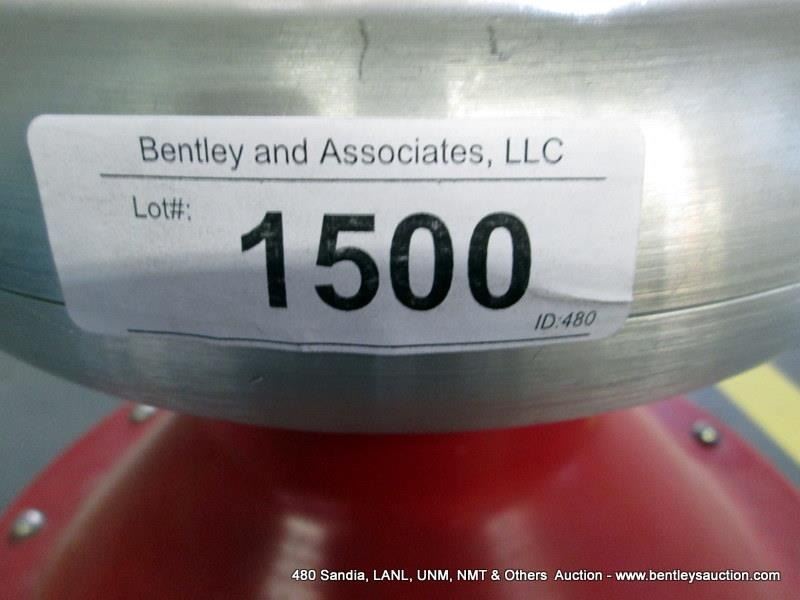 Bentley and Associates, LLC
Lot#:
1500
ID:480
480 Sandia, LANL, UNM, NMT & Others Auction - www.bentleysauction.com